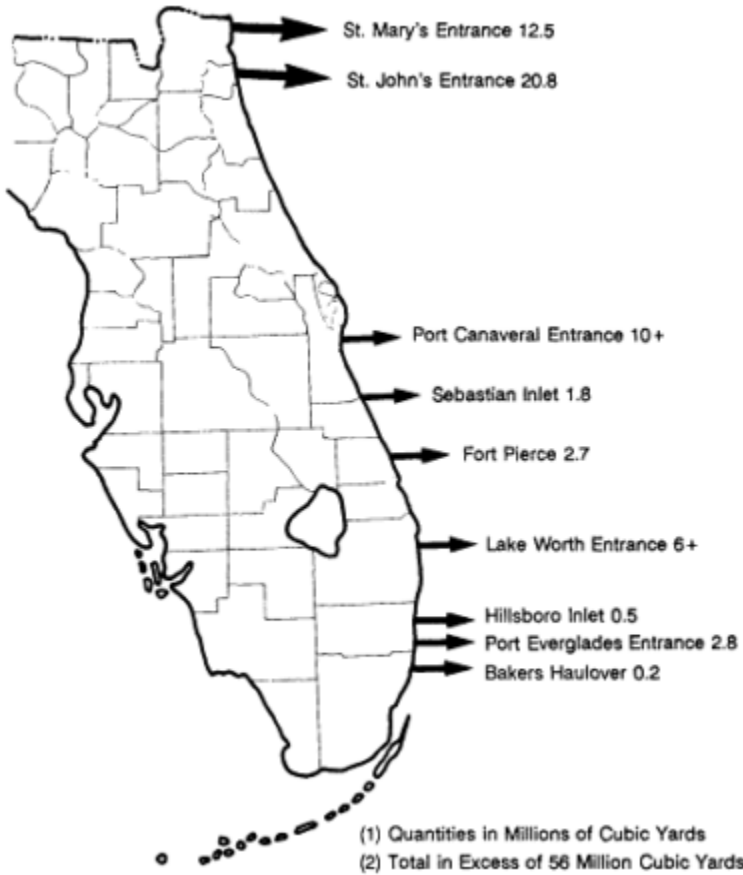 St. Mary's Entrance 12.5
St. John's Entrance 20.8
Port Canaveral Entrance 10+
Sebastian Inlet 1.8
Fort Pierce 2.7
Lake Worth Entrance 6+
Hillsboro Inlet 0.5
Port Everglades Entrance 2.8
Bakers Haulover 0.2
(1) Quantities in Millions of Cubic Yards
(2) Total in Excess of 56 Million Cubic Yards